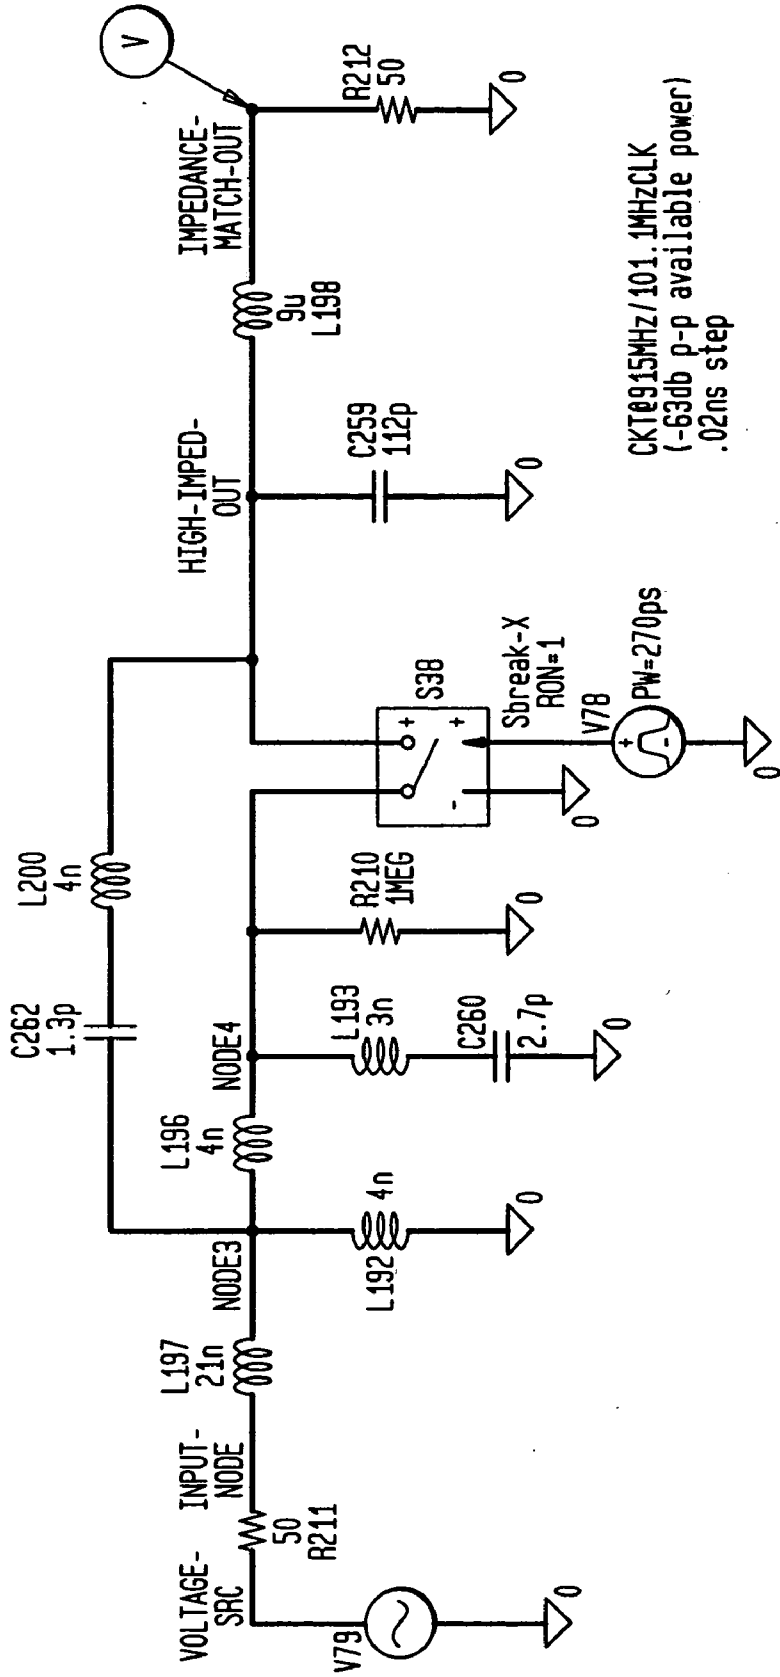 VOLTAGE-
SRC
V79
0
50
R211
INPUT-
NODE
L197
21n
NODE3
L192
4n
0
L196
4n
NODE4
C262
1.3p
L200
4n
L193
3n
C260
2.7p
0
R210
1MEG
0
S38
+
+
-
0
Sbreak-X
RON=1
V78
+
-
PW=270ps
0
HIGH-IMPED-
OUT
C259
112p
0
9u
L198
IMPEDANCE-
MATCH-OUT
V
R212
50
0
CKT@915MHz/101.1MHzCLK
(-63db p-p available power)
.02ns step